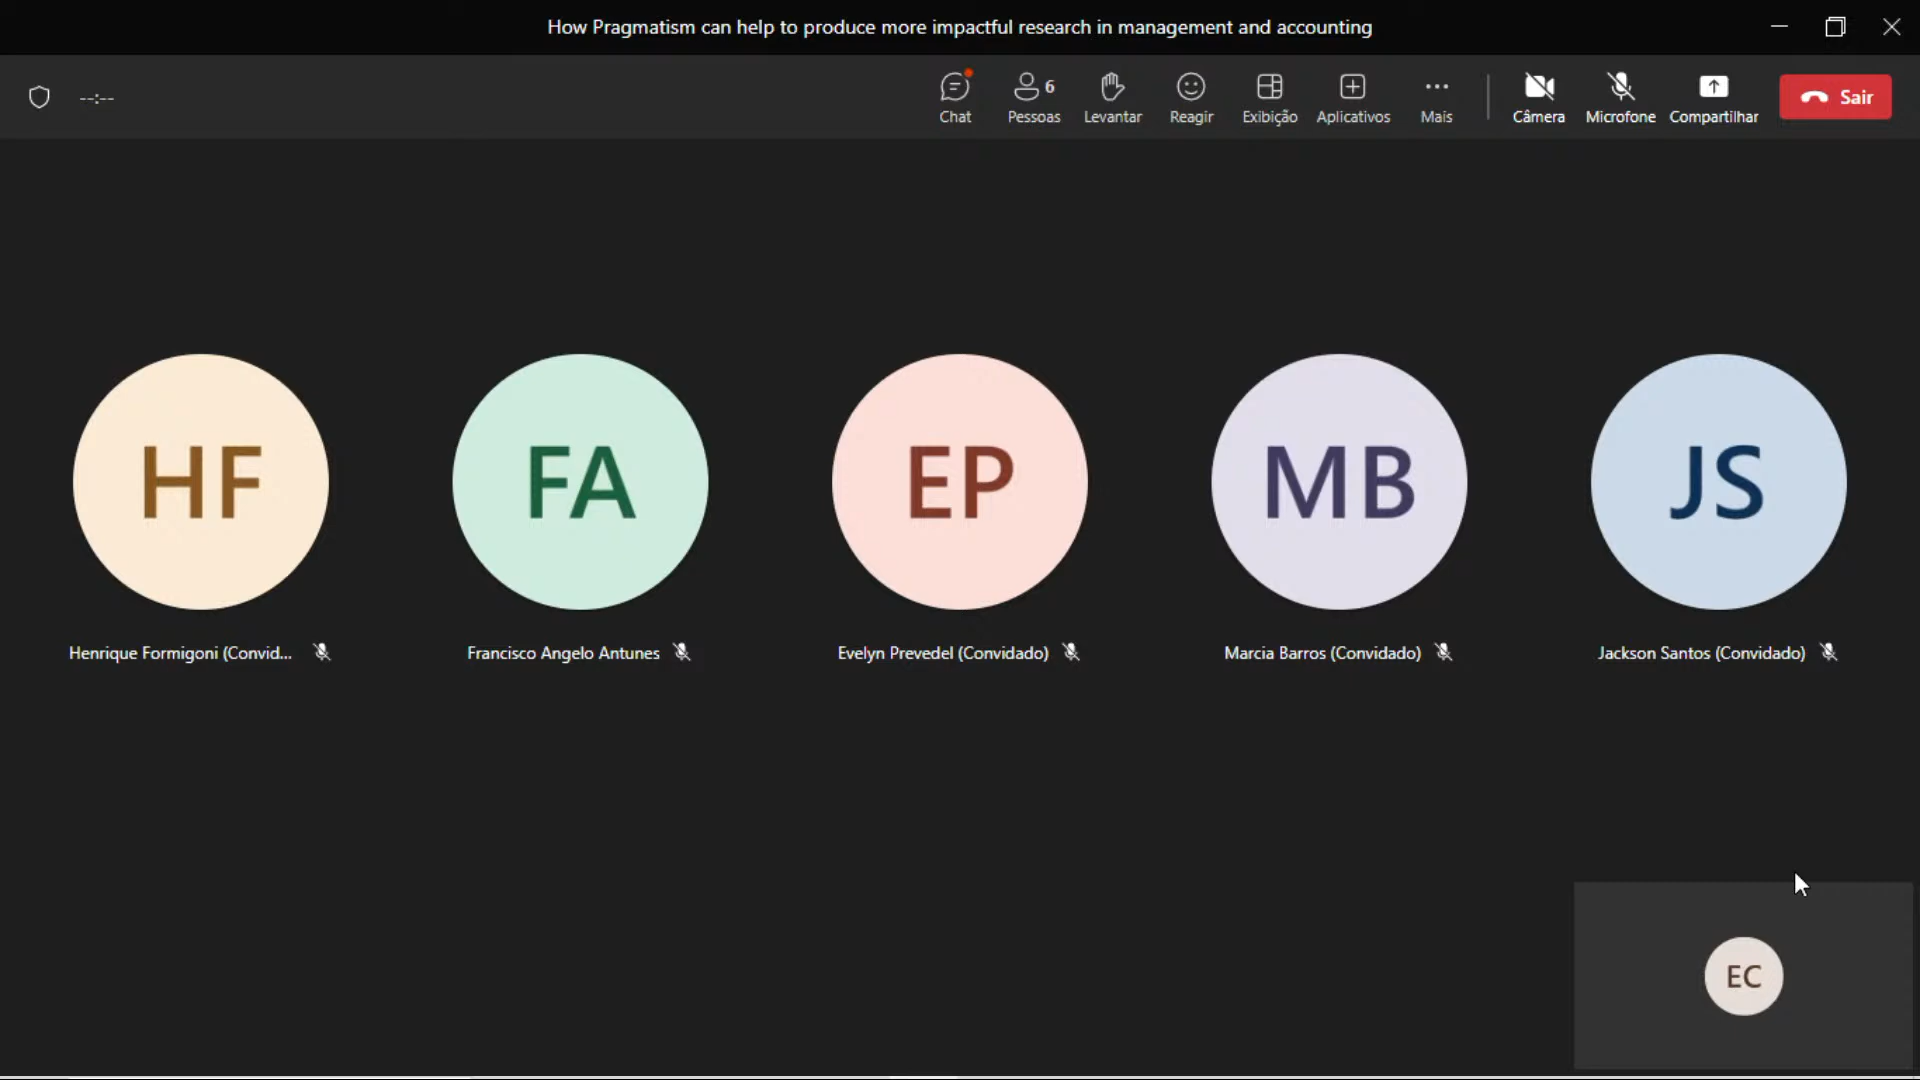 How Pragmatism can help to produce more impactful research in management and accounting
--:--
Chat
6
Pessoas
Levantar
Reagir
Exibição
Aplicativos
Mais
Câmera
Microfone
Compartilhar
Sair
HF
FA
EP
MB
JS
Henrique Formigoni (Convid...
Francisco Angelo Antunes
Evelyn Prevedel (Convidado)
Marcia Barros (Convidado)
Jackson Santos (Convidado)
EC